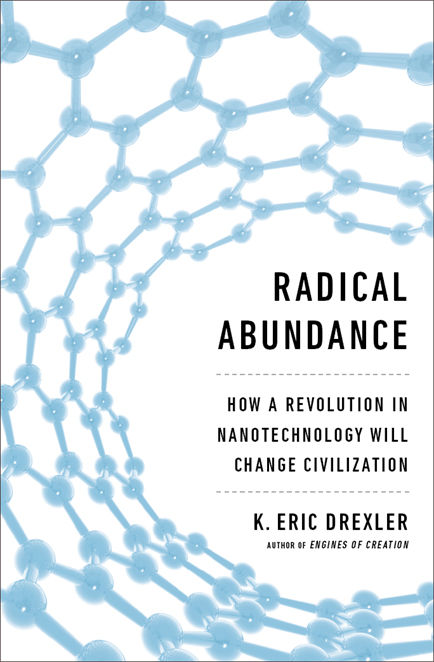 RADICAL
ABUNDANCE
HOW A REVOLUTION IN
NANOTECHNOLOGY WILL
CHANGE CIVILIZATION
K. ERIC DREXLER
AUTHOR OF ENGINES OF CREATION